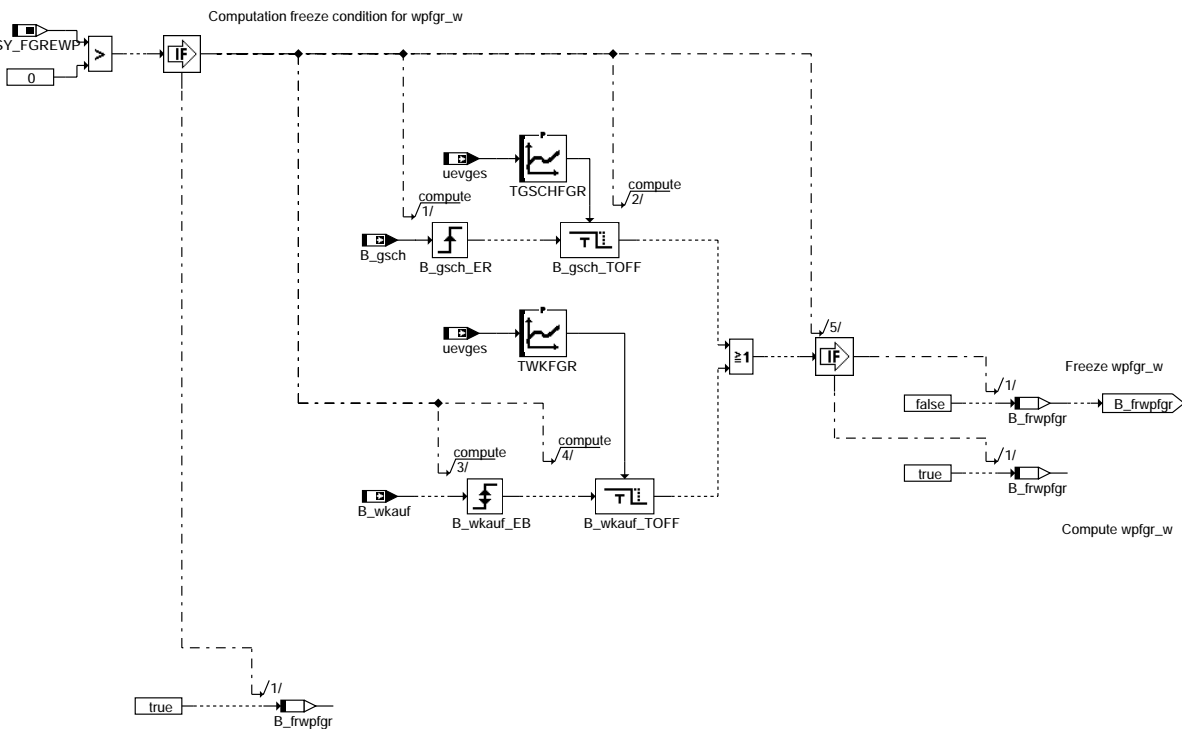 Computation freeze condition for wpfgr_w
SY_FGREWP
>
IF
0
P
uevges
TGSCHFGR
compute
1/
compute
2/
B_gsch
T
B_gsch_ER
B_gsch_TOFF
P
uevges
TWKFGR
≥1
/5/
IF
/1/
Freeze wpfgr_w
false
B_frwpfgr
B_frwpfgr
compute
3/
compute
4/
/1/
true
B_frwpfgr
B_wkauf
T
B_wkauf_EB
B_wkauf_TOFF
Compute wpfgr_w
/1/
true
B_frwpfgr